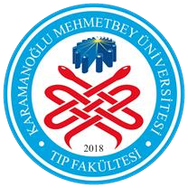 KARAMANOĞLU MEHMETBEY ÜNİVERSİTESİ
2018
TIP FAKÜLTESİ